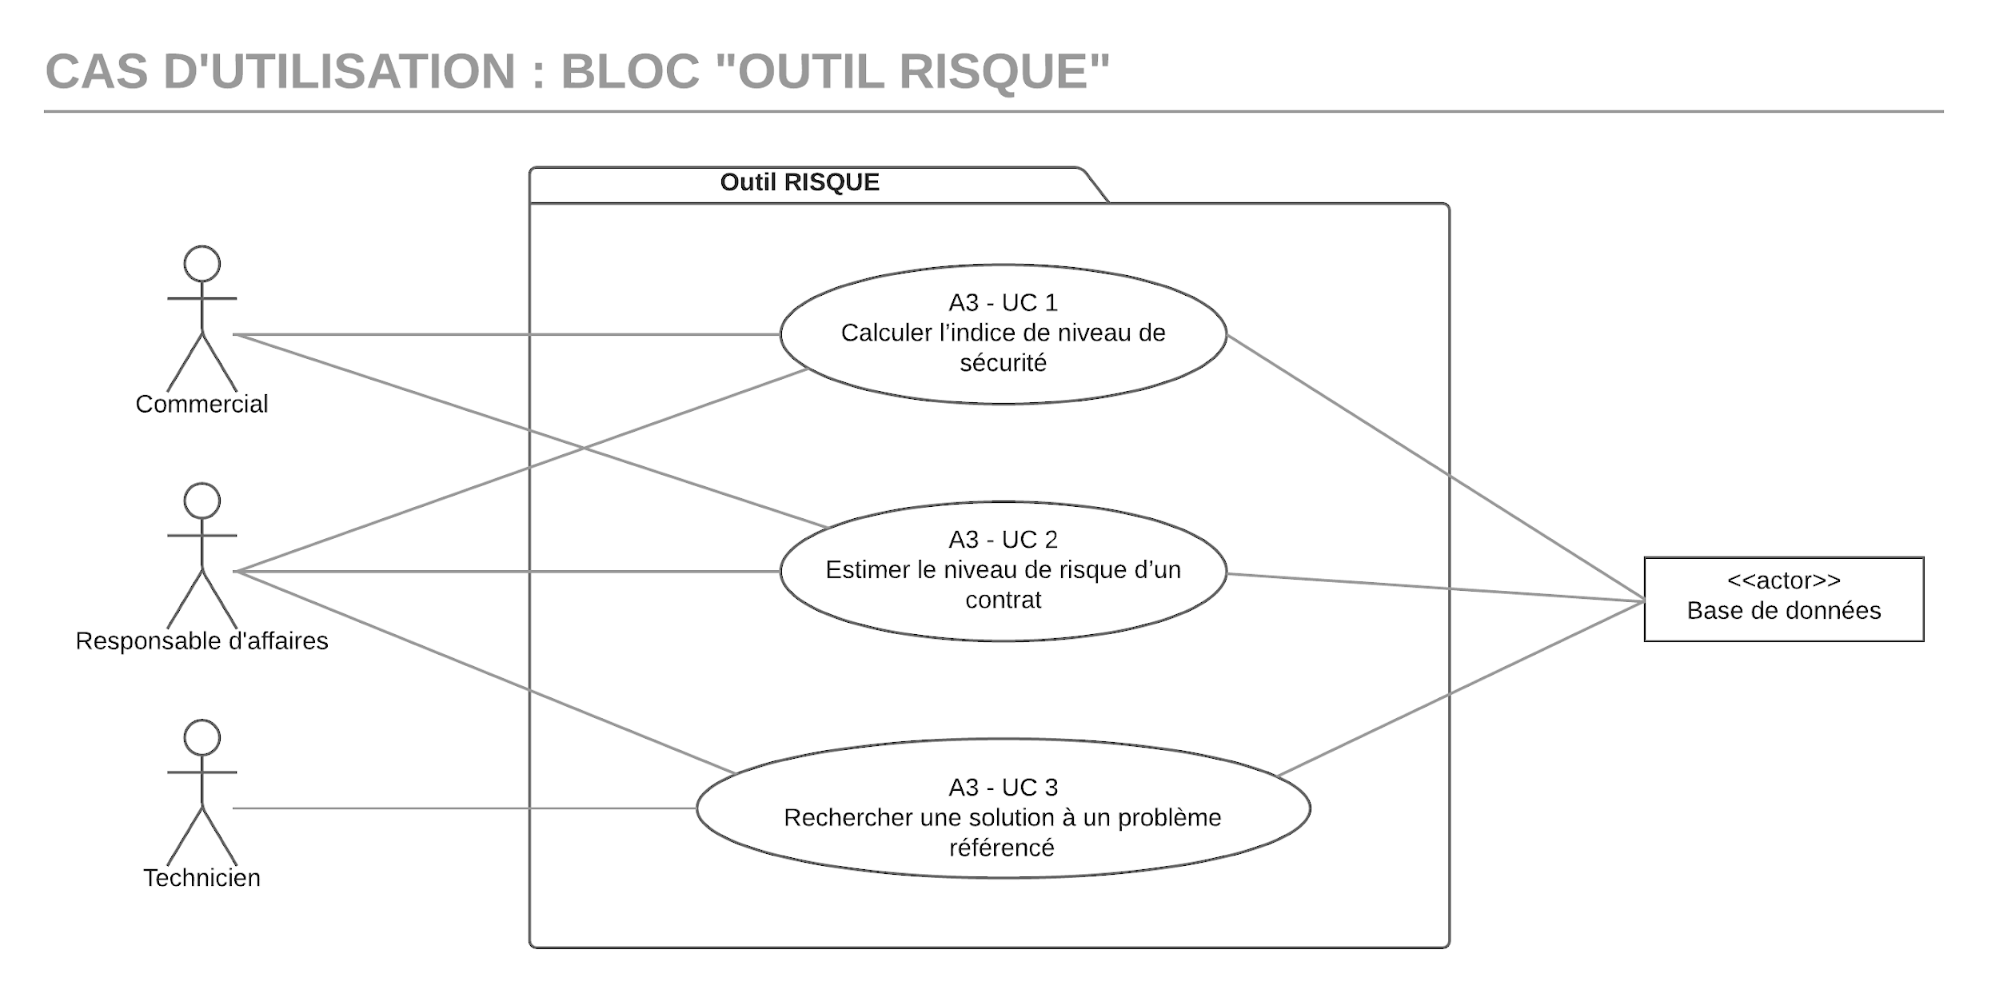 CAS D'UTILISATION : BLOC "OUTIL RISQUE"
Outil RISQUE
A3 - UC 1
Calculer l’indice de niveau de
sécurité
Commercial
A3 - UC 2
Estimer le niveau de risque d’un
contrat
<<actor>>
Base de données
Responsable d'affaires
A3 - UC 3
Rechercher une solution à un problème
référencé
Technicien